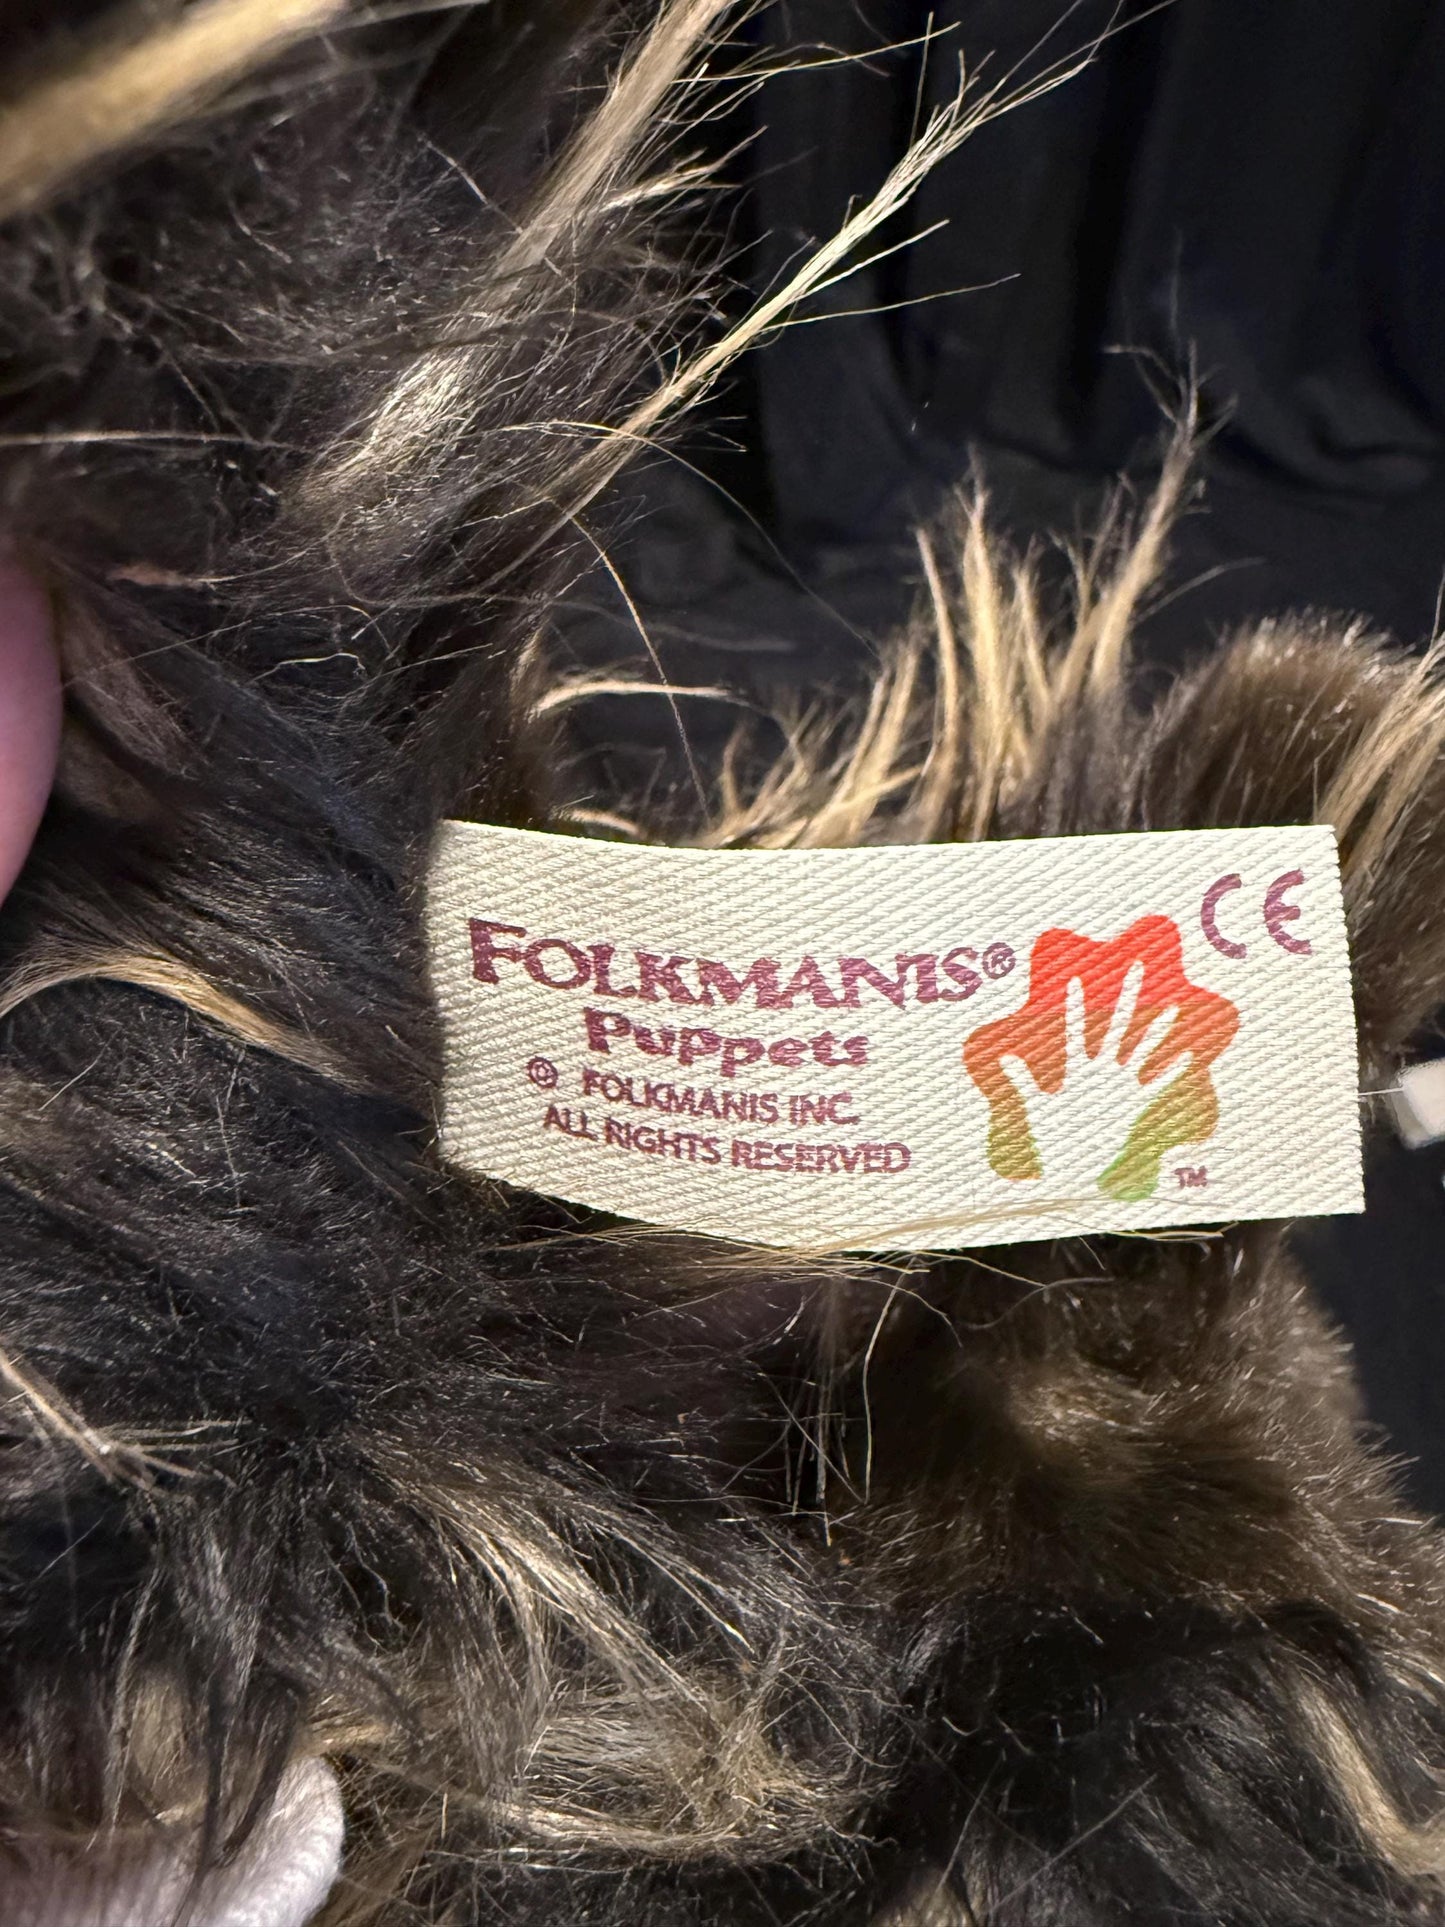 FOLKMANIS®
Puppets
© FOLKMANIS INC.
ALL RIGHTS RESERVED
CE
TM